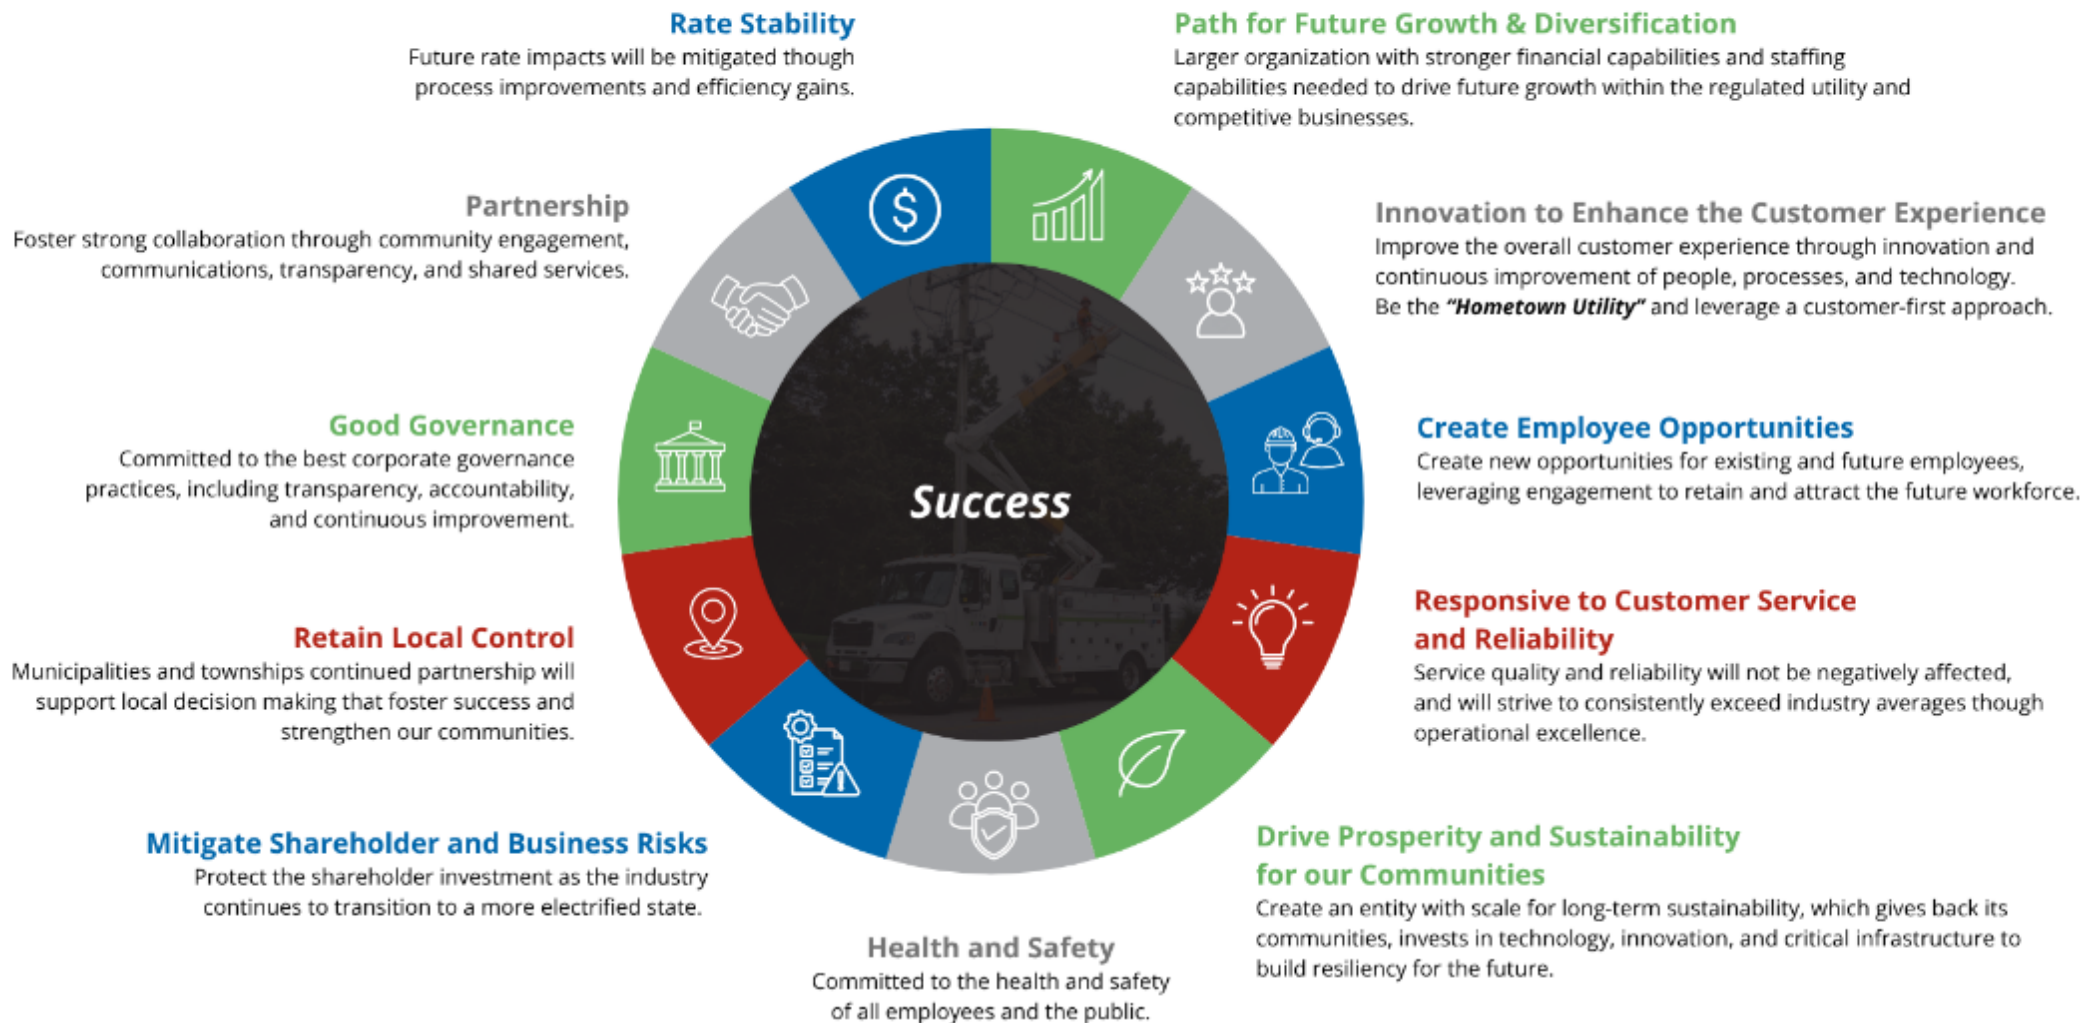 Rate Stability
Future rate impacts will be mitigated though
process improvements and efficiency gains.
Path for Future Growth & Diversification
Larger organization with stronger financial capabilities and staffing
capabilities needed to drive future growth within the regulated utility and
competitive businesses.
Partnership
Foster strong collaboration through community engagement,
communications, transparency, and shared services.
Innovation to Enhance the Customer Experience
Improve the overall customer experience through innovation and
continuous improvement of people, processes, and technology.
Be the “Hometown Utility” and leverage a customer-first approach.
Good Governance
Committed to the best corporate governance
practices, including transparency, accountability,
and continuous improvement.
Create Employee Opportunities
Create new opportunities for existing and future employees,
leveraging engagement to retain and attract the future workforce.
Success
Retain Local Control
Municipalities and townships continued partnership will
support local decision making that foster success and
strengthen our communities.
Responsive to Customer Service
and Reliability
Service quality and reliability will not be negatively affected,
and will strive to consistently exceed industry averages though
operational excellence.
Mitigate Shareholder and Business Risks
Protect the shareholder investment as the industry
continues to transition to a more electrified state.
Drive Prosperity and Sustainability
for our Communities
Create an entity with scale for long-term sustainability, which gives back its
communities, invests in technology, innovation, and critical infrastructure to
build resiliency for the future.
Health and Safety
Committed to the health and safety
of all employees and the public.